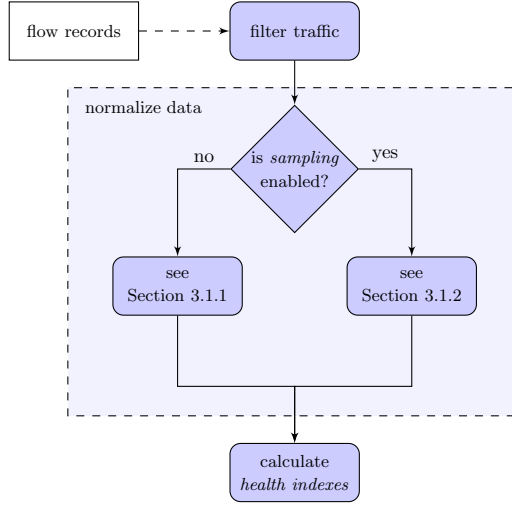 flow records
filter traffic
normalize data
no
is sampling
enabled?
yes
see
Section 3.1.1
see
Section 3.1.2
calculate
health indexes